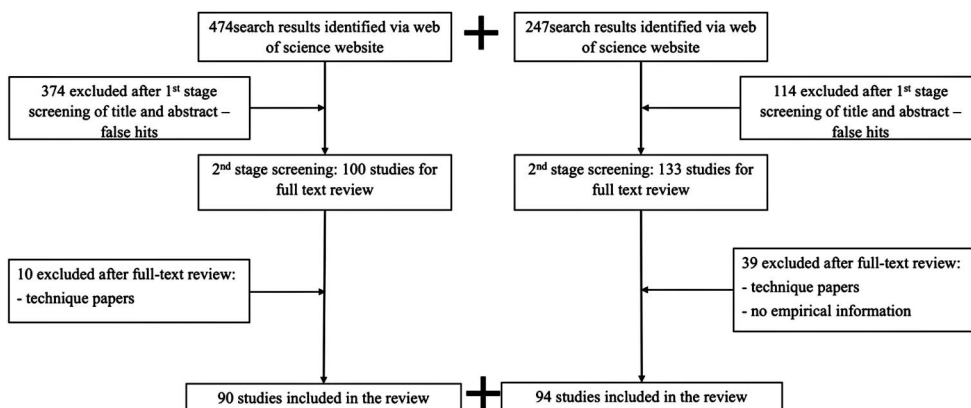 474search results identified via web
of science website
+
247search results identified via web
of science website
374 excluded after 1st stage
screening of title and abstract –
false hits
114 excluded after 1st
stage screening of title
and abstract – false hits
2nd stage screening: 100 studies for
full text review
2nd stage screening: 133 studies for
full text review
10 excluded after full-text review:
- technique papers
39 excluded after full-text review:
- technique papers
- no empirical information
90 studies included in the review
+
94 studies included in the review